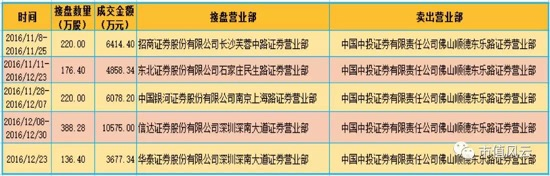 时间 接盘数量(万股) 成交金额(万元) 接盘营业部 卖出营业部
2016/11/8-2016/11/25 220.00 6414.40 招商证券股份有限公司长沙芙蓉中路证券营业部 中国中投证券有限责任公司佛山顺德东乐路证券营业部
2016/11/11-2016/12/23 176.40 4858.34 东北证券股份有限公司石家庄民生路证券营业部 中国中投证券有限责任公司佛山顺德东乐路证券营业部
2016/11/28-2016/12/07 220.00 6078.20 中国银河证券股份有限公司南京上海路证券营业部 中国中投证券有限责任公司佛山顺德东乐路证券营业部
2016/12/08-2016/12/30 388.28 10575.00 信达证券股份有限公司深圳深南大道证券营业部 中国中投证券有限责任公司佛山顺德东乐路证券营业部
2016/12/23 136.40 3677.34 华泰证券股份有限公司深圳深南大道证券营业部 中国中投证券有限责任公司佛山顺德东乐路证券营业部
市值风云